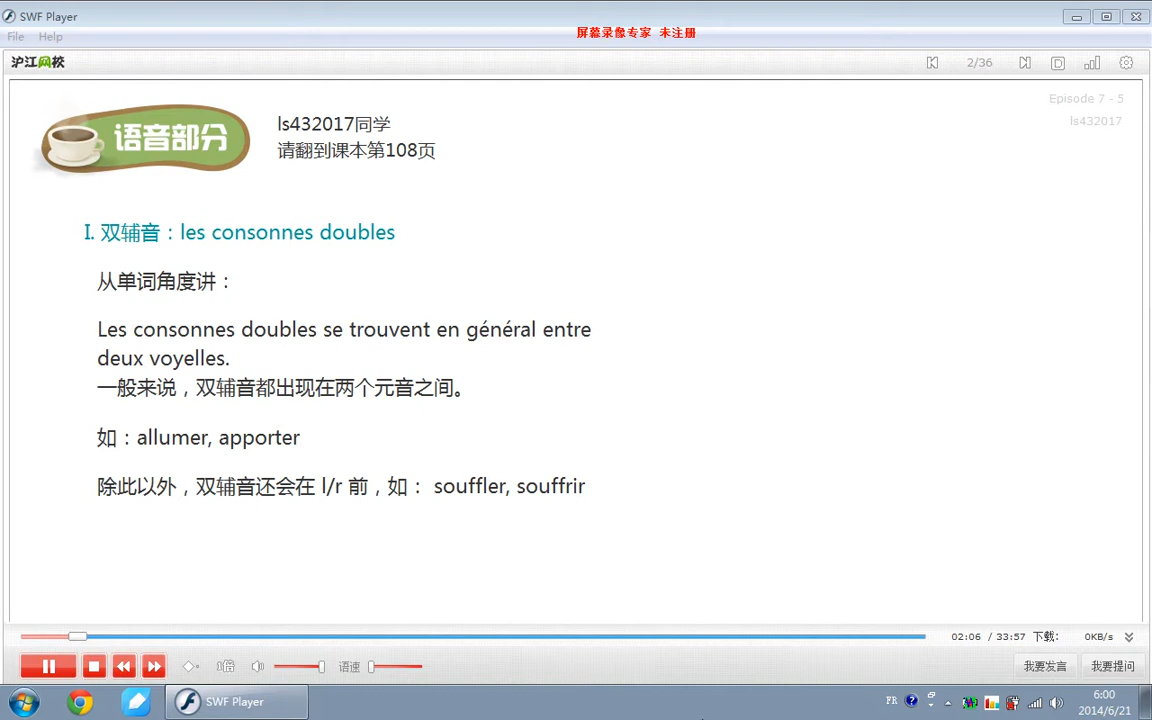 SWF Player
File Help
屏幕录像专家 未注册
沪江网校
2/36
D
Episode 7 - 5
ls432017
语音部分
ls432017同学
请翻到课本第108页
I. 双辅音：les consonnes doubles
从单词角度讲：
Les consonnes doubles se trouvent en général entre
deux voyelles.
一般来说，双辅音都出现在两个元音之间。
如：allumer, apporter
除此以外，双辅音还会在 l/r 前，如： souffler, souffrir
02:06 / 33:57 下载： 0KB/s
1倍 语速 我要发言 我要提问
SWF Player
FR
6:00
2014/6/21